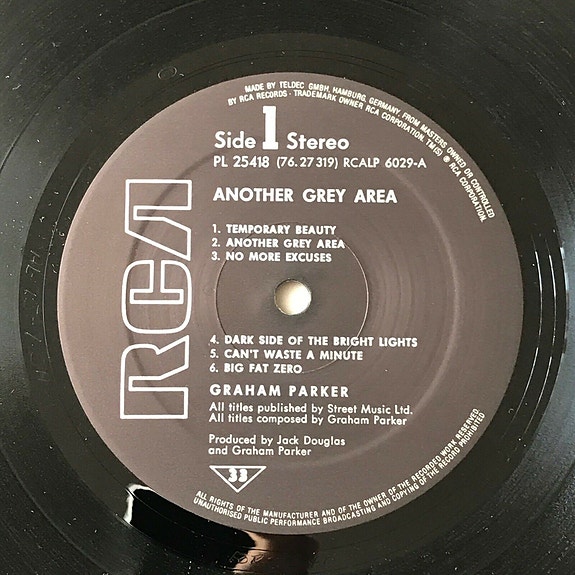 MADE BY TELDEC GMBH, HAMBURG, GERMANY, FROM MASTERS OWNED OR CONTROLLED
BY RCA RECORDS · TRADEMARK OWNER RCA CORPORATION. TM(S) ® RCA CORPORATION
Side 1 Stereo
PL 25418 (76.27319) RCALP 6029-A
ANOTHER GREY AREA
1. TEMPORARY BEAUTY
2. ANOTHER GREY AREA
3. NO MORE EXCUSES
RCA
4. DARK SIDE OF THE BRIGHT LIGHTS
5. CAN'T WASTE A MINUTE
6. BIG FAT ZERO
GRAHAM PARKER
All titles published by Street Music Ltd.
All titles composed by Graham Parker
Produced by Jack Douglas
and Graham Parker
33
ALL RIGHTS OF THE MANUFACTURER AND OF THE OWNER OF THE RECORDED WORK RESERVED
UNAUTHORISED PUBLIC PERFORMANCE BROADCASTING AND COPYING OF THE RECORD PROHIBITED